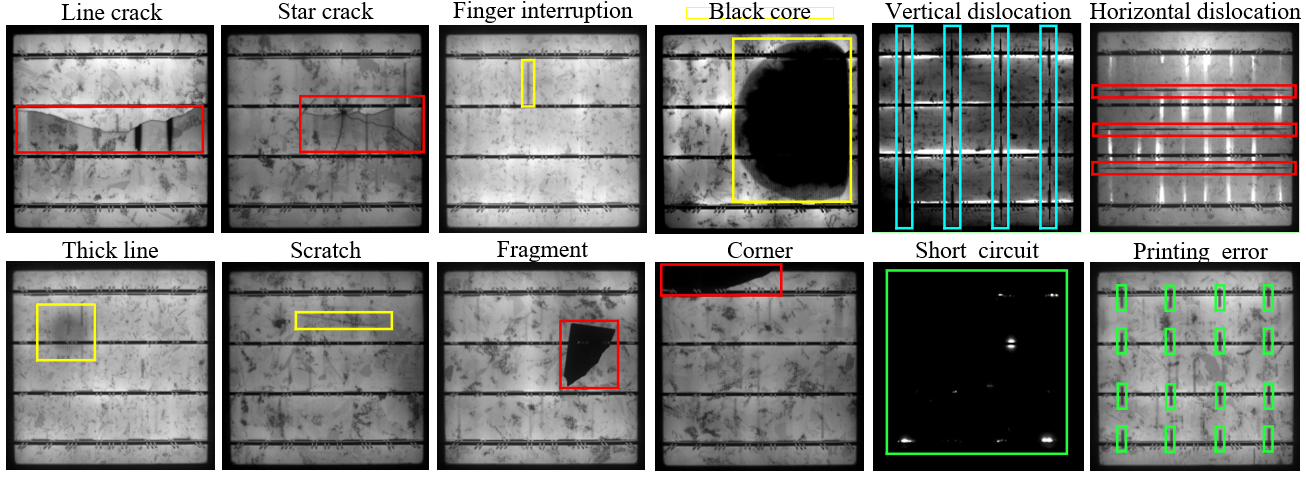 Line crack
Star crack
Finger interruption
Black core
Vertical dislocation
Horizontal dislocation
Thick line
Scratch
Fragment
Corner
Short circuit
Printing error